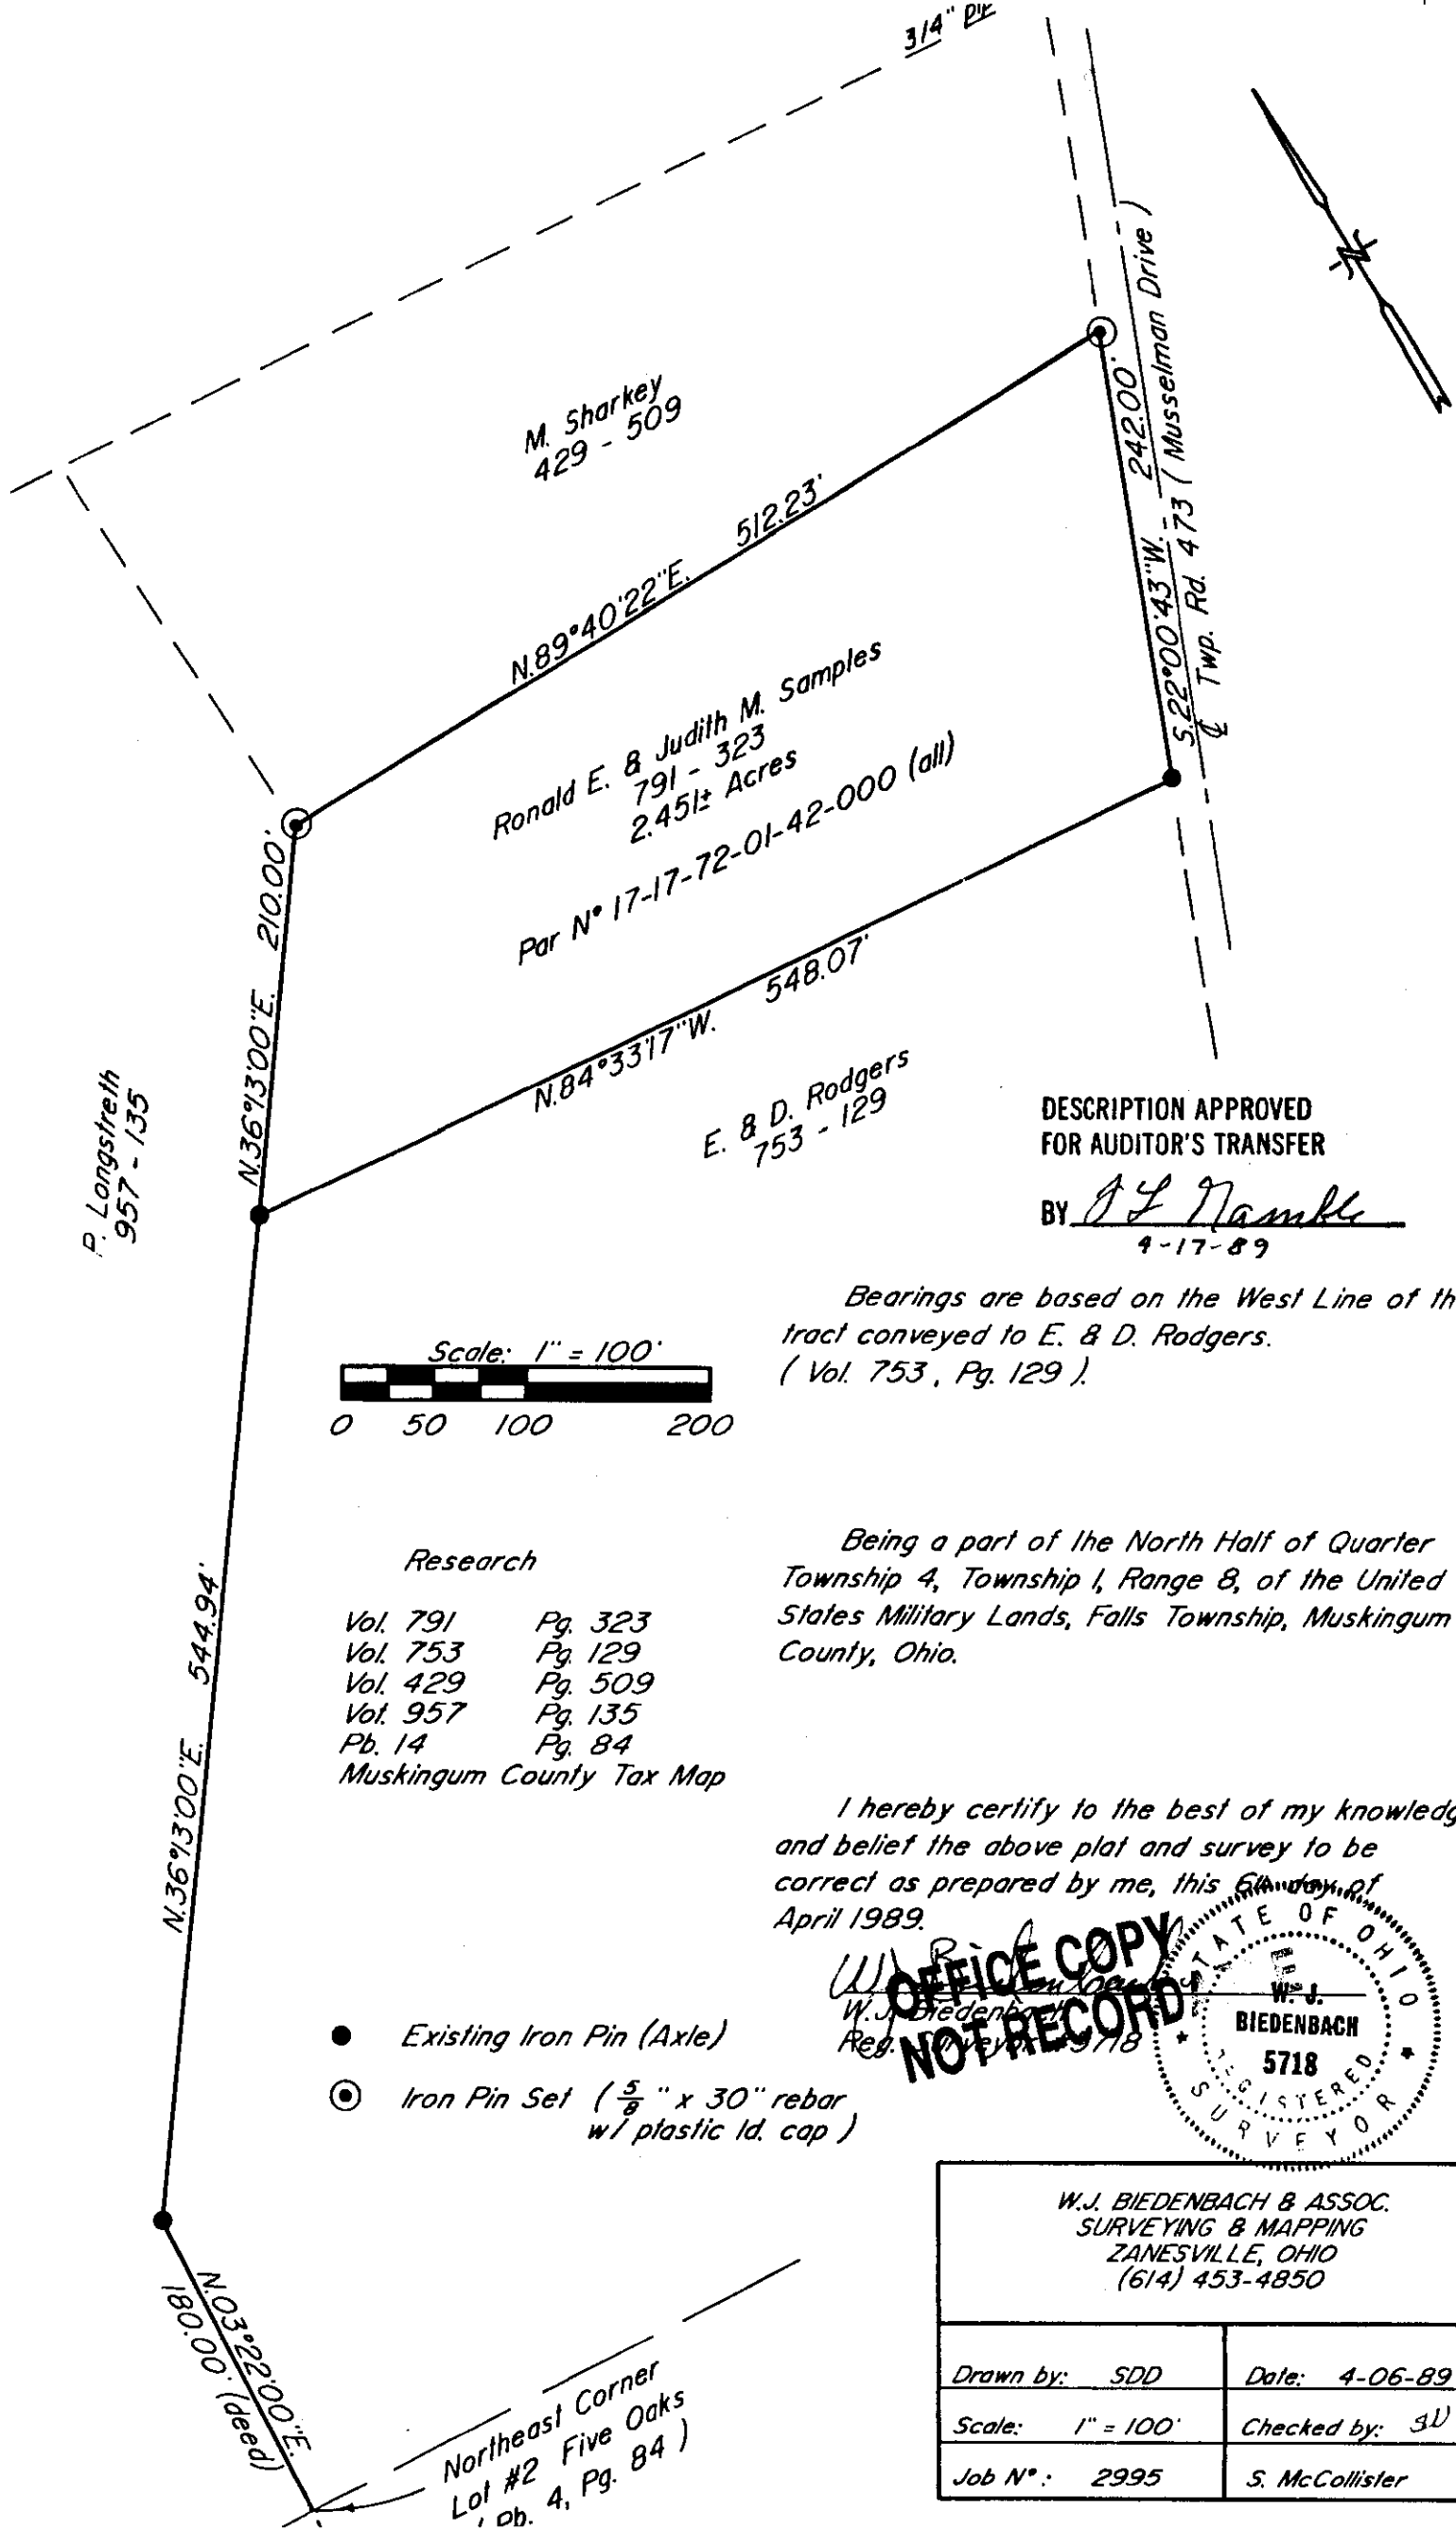 3/4"
M. Sharkey
429 - 509
N.89°40'22"E. 512.23'
S.22°00'43"W. 242.00'
℄ Twp. Rd. 473 ( Musselman Drive )
Ronald E. & Judith M. Samples
791 - 323
2.451± Acres
Par N° 17-17-72-01-42-000 (all)
N.36°13'00"E. 210.00'
N.84°33'17"W. 548.07'
E. & D. Rodgers
753 - 129
P. Longstreth
957 - 135
DESCRIPTION APPROVED
FOR AUDITOR'S TRANSFER
BY
4-17-89
Bearings are based on the West Line of th
tract conveyed to E. & D. Rodgers.
( Vol. 753, Pg. 129 ).
Scale: 1" = 100'
0 50 100 200
N.36°13'00"E. 544.94'
Research
Vol. 791 Pg. 323
Vol. 753 Pg. 129
Vol. 429 Pg. 509
Vol. 957 Pg. 135
Pb. 14 Pg. 84
Muskingum County Tax Map
Being a part of the North Half of Quarter
Township 4, Township 1, Range 8, of the United
States Military Lands, Falls Township, Muskingum
County, Ohio.
I hereby certify to the best of my knowledg
and belief the above plat and survey to be
correct as prepared by me, this 6th day of
April 1989.
OFFICE COPY
NOT RECORD
W.J. Biedenbach
Reg. Surveyor 5718
STATE OF OHIO
W. J.
BIEDENBACH
5718
REGISTERED
SURVEYOR
Existing Iron Pin (Axle)
Iron Pin Set ( 5/8 " x 30" rebar
w/ plastic Id. cap )
N.03°22'00"E.
180.00' (deed)
Northeast Corner
Lot #2 Five Oaks
Pb. 4, Pg. 84 )
W.J. BIEDENBACH & ASSOC.
SURVEYING & MAPPING
ZANESVILLE, OHIO
(614) 453-4850
Drawn by: SDD Date: 4-06-89
Scale: 1" = 100' Checked by:
Job N°: 2995 S. McCollister